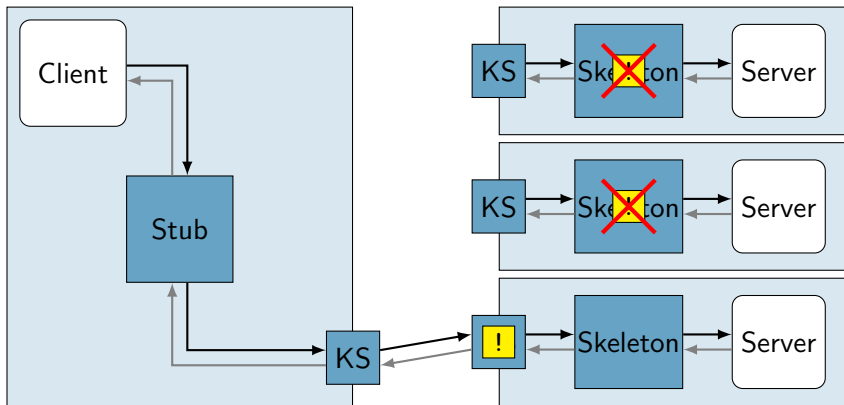 Client
Stub
KS
KS
Skeleton
!
Server
KS
Skeleton
!
Server
!
Skeleton
Server